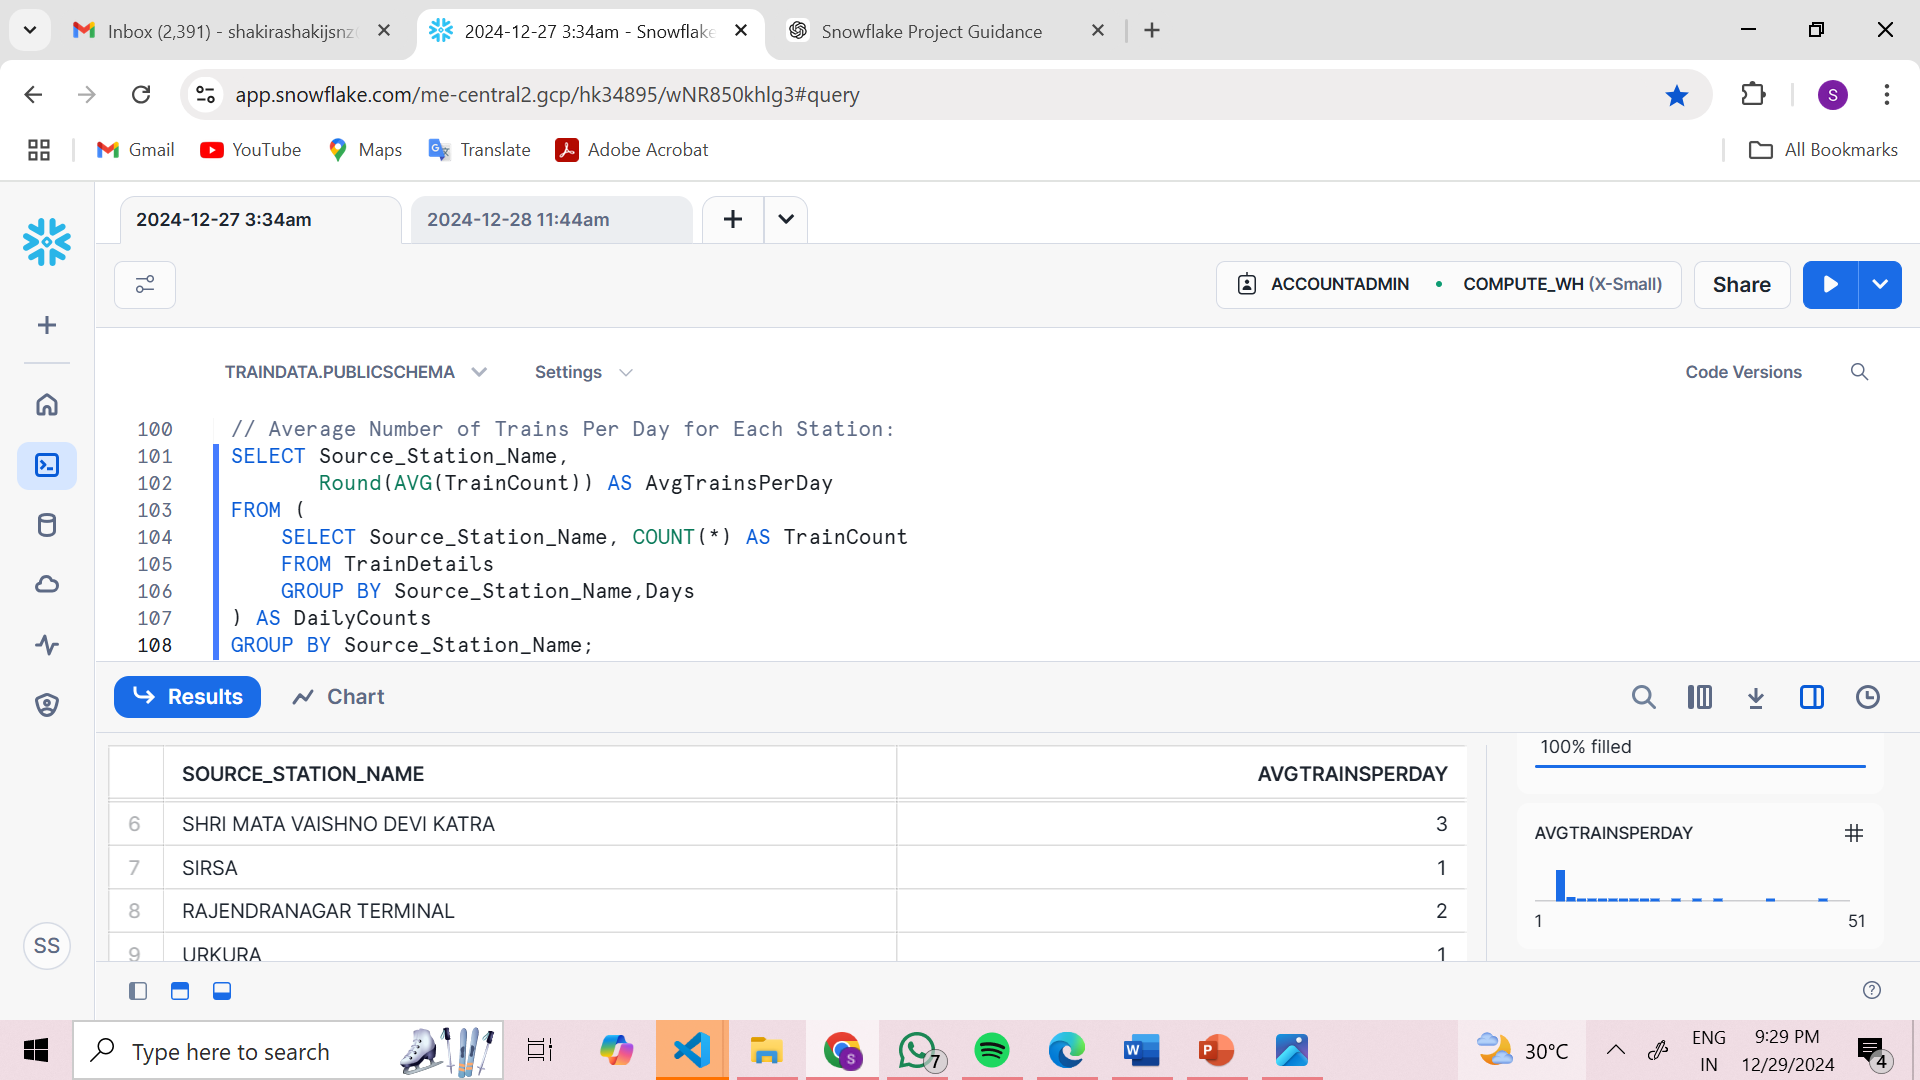 Inbox (2,391) - shakirashakijsnz
2024-12-27 3:34am - Snowflake
Snowflake Project Guidance
app.snowflake.com/me-central2.gcp/hk34895/wNR850khlg3#query
S
Gmail
YouTube
Maps
Translate
Adobe Acrobat
All Bookmarks
2024-12-27 3:34am
2024-12-28 11:44am
ACCOUNTADMIN • COMPUTE_WH (X-Small)
Share
TRAINDATA.PUBLICSCHEMA
Settings
Code Versions
100 // Average Number of Trains Per Day for Each Station:
101 SELECT Source_Station_Name,
102 Round(AVG(TrainCount)) AS AvgTrainsPerDay
103 FROM (
104 SELECT Source_Station_Name, COUNT(*) AS TrainCount
105 FROM TrainDetails
106 GROUP BY Source_Station_Name,Days
107 ) AS DailyCounts
108 GROUP BY Source_Station_Name;
Results
Chart
SOURCE_STATION_NAME AVGTRAINSPERDAY
6 SHRI MATA VAISHNO DEVI KATRA 3
7 SIRSA 1
8 RAJENDRANAGAR TERMINAL 2
9 URKURA 1
100% filled
AVGTRAINSPERDAY
1 51
SS
Type here to search
S
7
W
P
30°C
ENG
IN
9:29 PM
12/29/2024
4